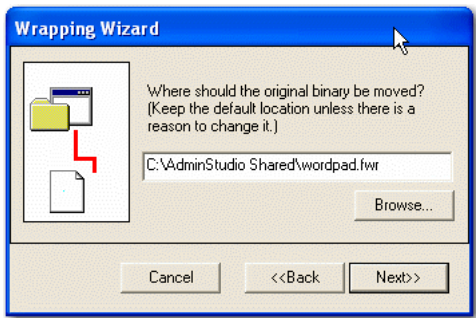 Wrapping Wizard
Where should the original binary be moved?
(Keep the default location unless there is a
reason to change it.)
C:\AdminStudio Shared\wordpad.fwr
Browse...
Cancel
<<Back
Next>>